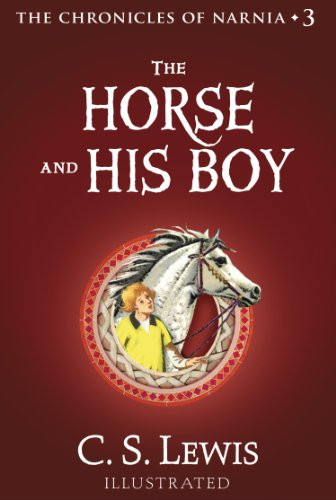 THE CHRONICLES OF NARNIA ✦ 3
THE
HORSE
AND HIS BOY
C. S. LEWIS
ILLUSTRATED